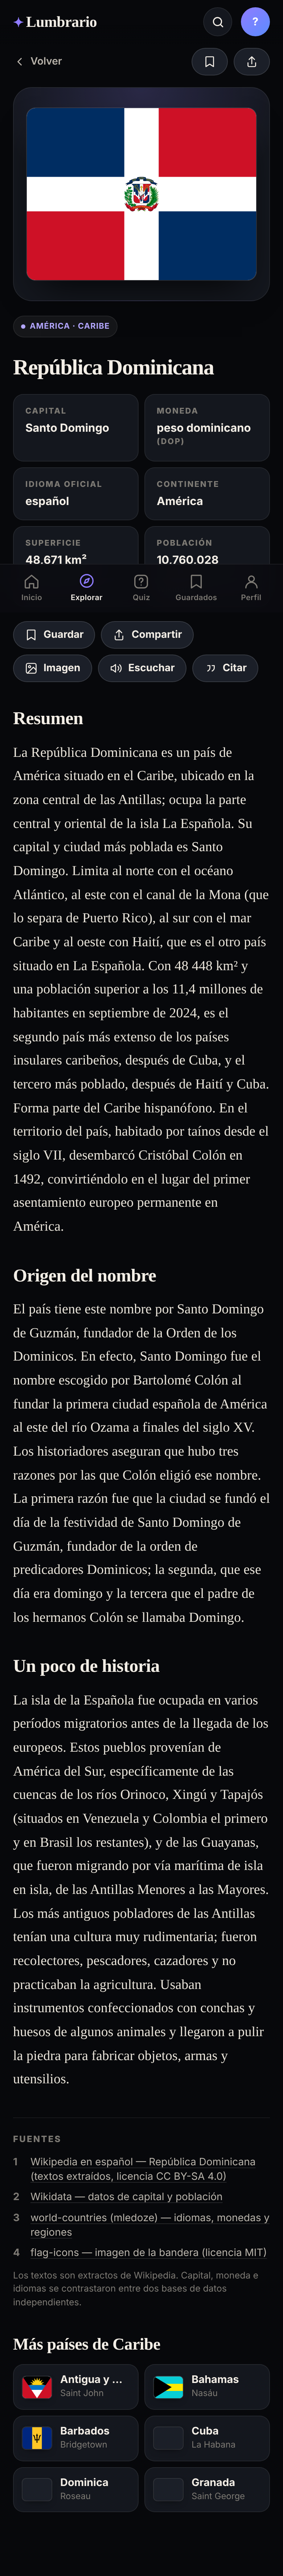 Lumbrario
?
Volver
AMÉRICA · CARIBE
República Dominicana
CAPITAL
Santo Domingo
MONEDA
peso dominicano
(DOP)
IDIOMA OFICIAL
español
CONTINENTE
América
SUPERFICIE
48.671 km²
POBLACIÓN
10.760.028
Inicio
Explorar
Quiz
Guardados
Perfil
Guardar
Compartir
Imagen
Escuchar
Citar
Resumen
La República Dominicana es un país de
América situado en el Caribe, ubicado en la
zona central de las Antillas; ocupa la parte
central y oriental de la isla La Española. Su
capital y ciudad más poblada es Santo
Domingo. Limita al norte con el océano
Atlántico, al este con el canal de la Mona (que
lo separa de Puerto Rico), al sur con el mar
Caribe y al oeste con Haití, que es el otro país
situado en La Española. Con 48 448 km² y
una población superior a los 11,4 millones de
habitantes en septiembre de 2024, es el
segundo país más extenso de los países
insulares caribeños, después de Cuba, y el
tercero más poblado, después de Haití y Cuba.
Forma parte del Caribe hispanófono. En el
territorio del país, habitado por taínos desde el
siglo VII, desembarcó Cristóbal Colón en
1492, convirtiéndolo en el lugar del primer
asentamiento europeo permanente en
América.
Origen del nombre
El país tiene este nombre por Santo Domingo
de Guzmán, fundador de la Orden de los
Dominicos. En efecto, Santo Domingo fue el
nombre escogido por Bartolomé Colón al
fundar la primera ciudad española de América
al este del río Ozama a finales del siglo XV.
Los historiadores aseguran que hubo tres
razones por las que Colón eligió ese nombre.
La primera razón fue que la ciudad se fundó el
día de la festividad de Santo Domingo de
Guzmán, fundador de la orden de
predicadores Dominicos; la segunda, que ese
día era domingo y la tercera que el padre de
los hermanos Colón se llamaba Domingo.
Un poco de historia
La isla de la Española fue ocupada en varios
períodos migratorios antes de la llegada de los
europeos. Estos pueblos provenían de
América del Sur, específicamente de las
cuencas de los ríos Orinoco, Xingú y Tapajós
(situados en Venezuela y Colombia el primero
y en Brasil los restantes), y de las Guayanas,
que fueron migrando por vía marítima de isla
en isla, de las Antillas Menores a las Mayores.
Los más antiguos pobladores de las Antillas
tenían una cultura muy rudimentaria; fueron
recolectores, pescadores, cazadores y no
practicaban la agricultura. Usaban
instrumentos confeccionados con conchas y
huesos de algunos animales y llegaron a pulir
la piedra para fabricar objetos, armas y
utensilios.
FUENTES
1 Wikipedia en español — República Dominicana
(textos extraídos, licencia CC BY-SA 4.0)
2 Wikidata — datos de capital y población
3 world-countries (mledoze) — idiomas, monedas y
regiones
4 flag-icons — imagen de la bandera (licencia MIT)
Los textos son extractos de Wikipedia. Capital, moneda e
idiomas se contrastaron entre dos bases de datos
independientes.
Más países de Caribe
Antigua y ...
Saint John
Bahamas
Nasáu
Barbados
Bridgetown
Cuba
La Habana
Dominica
Roseau
Granada
Saint George